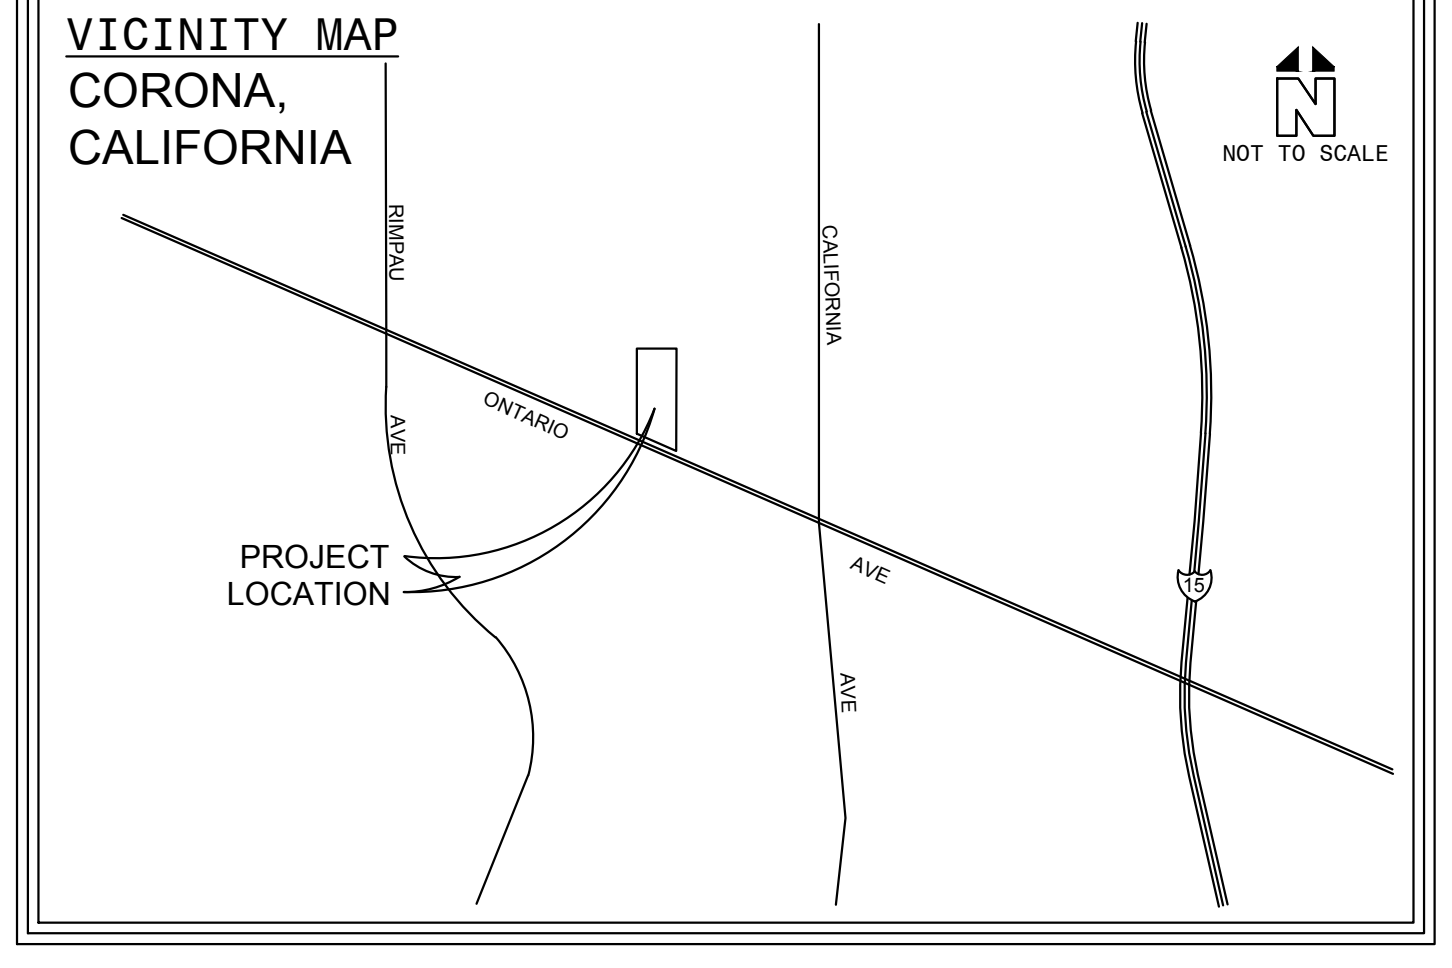 VICINITY MAP
CORONA,
CALIFORNIA
N
NOT TO SCALE
RIMPAU
AVE
CALIFORNIA
AVE
ONTARIO
AVE
PROJECT
LOCATION
15